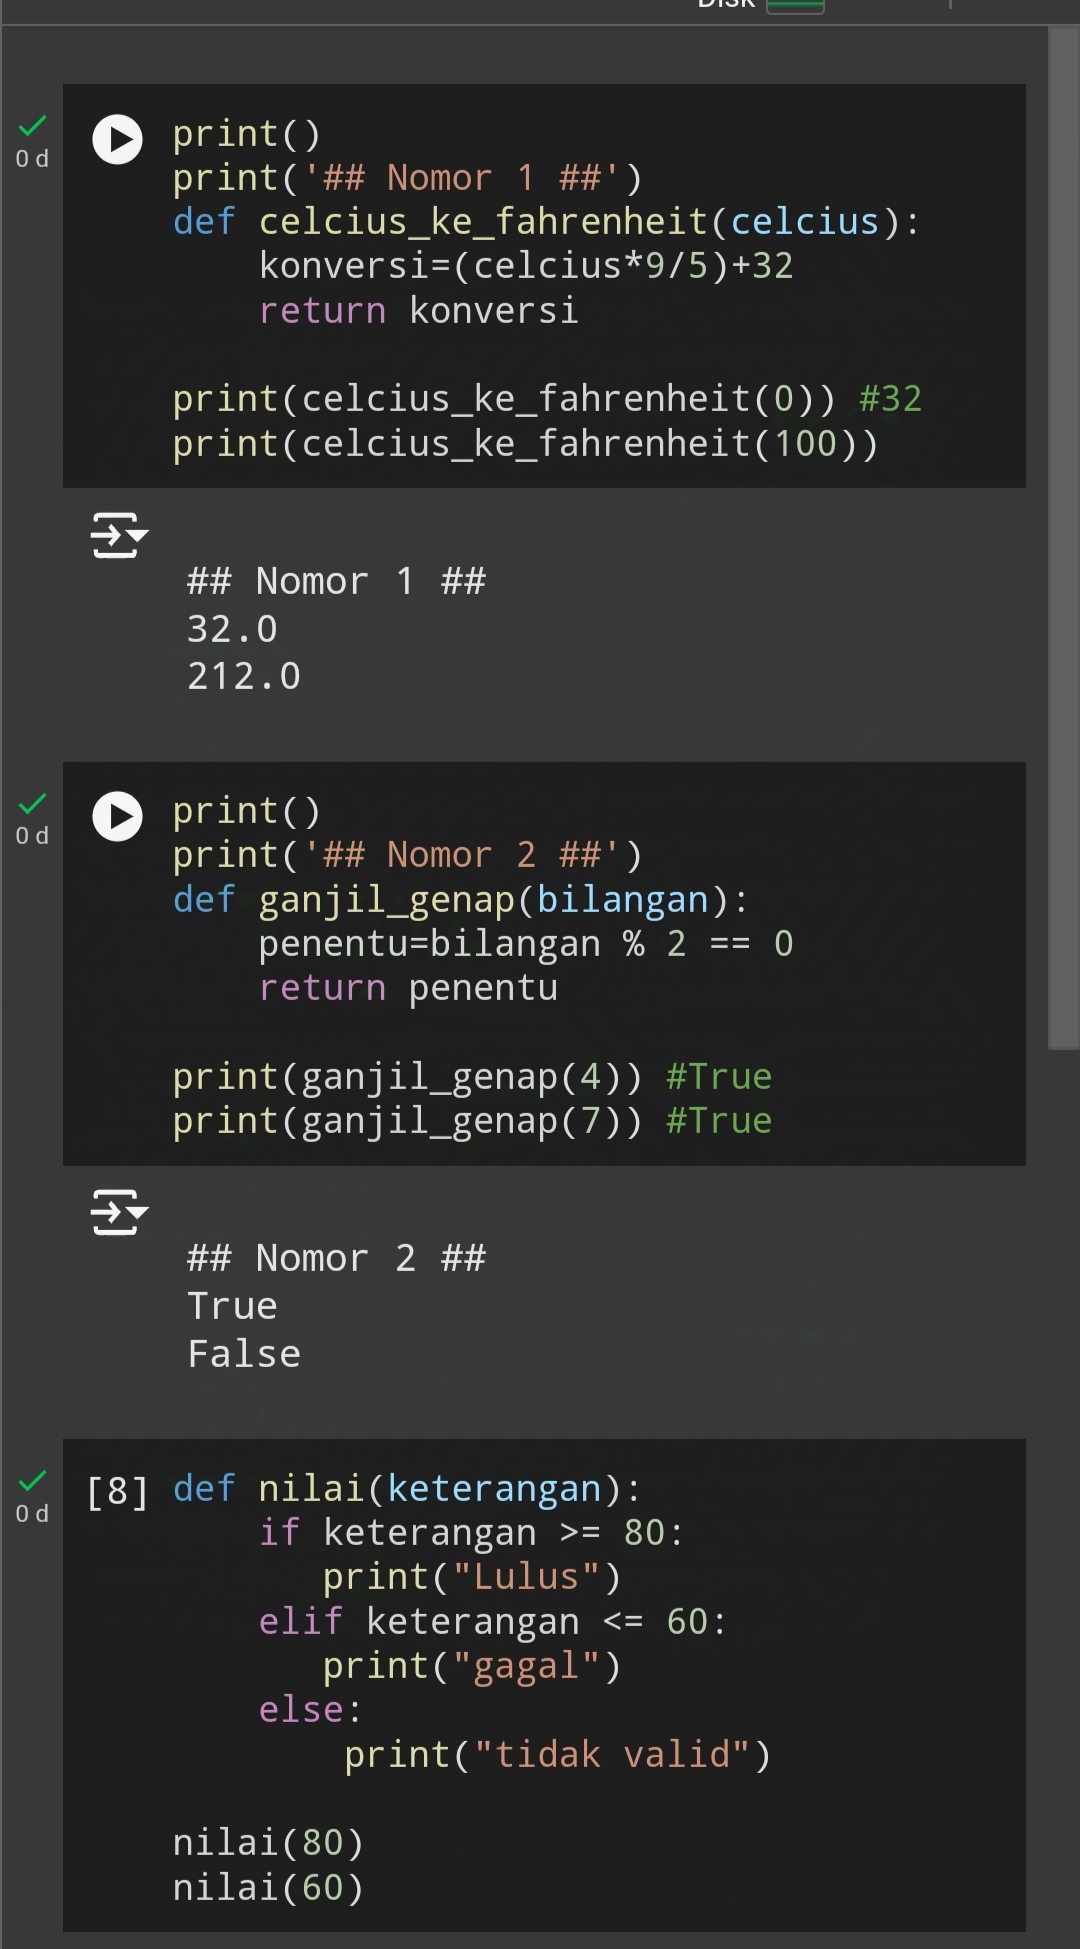 Disk
0 d
print()
print('## Nomor 1 ##')
def celcius_ke_fahrenheit(celcius):
    konversi=(celcius*9/5)+32
    return konversi

print(celcius_ke_fahrenheit(0)) #32
print(celcius_ke_fahrenheit(100))
## Nomor 1 ##
32.0
212.0
0 d
print()
print('## Nomor 2 ##')
def ganjil_genap(bilangan):
    penentu=bilangan % 2 == 0
    return penentu

print(ganjil_genap(4)) #True
print(ganjil_genap(7)) #True
## Nomor 2 ##
True
False
0 d
[8] def nilai(keterangan):
    if keterangan >= 80:
       print("Lulus")
    elif keterangan <= 60:
       print("gagal")
    else:
        print("tidak valid")

nilai(80)
nilai(60)